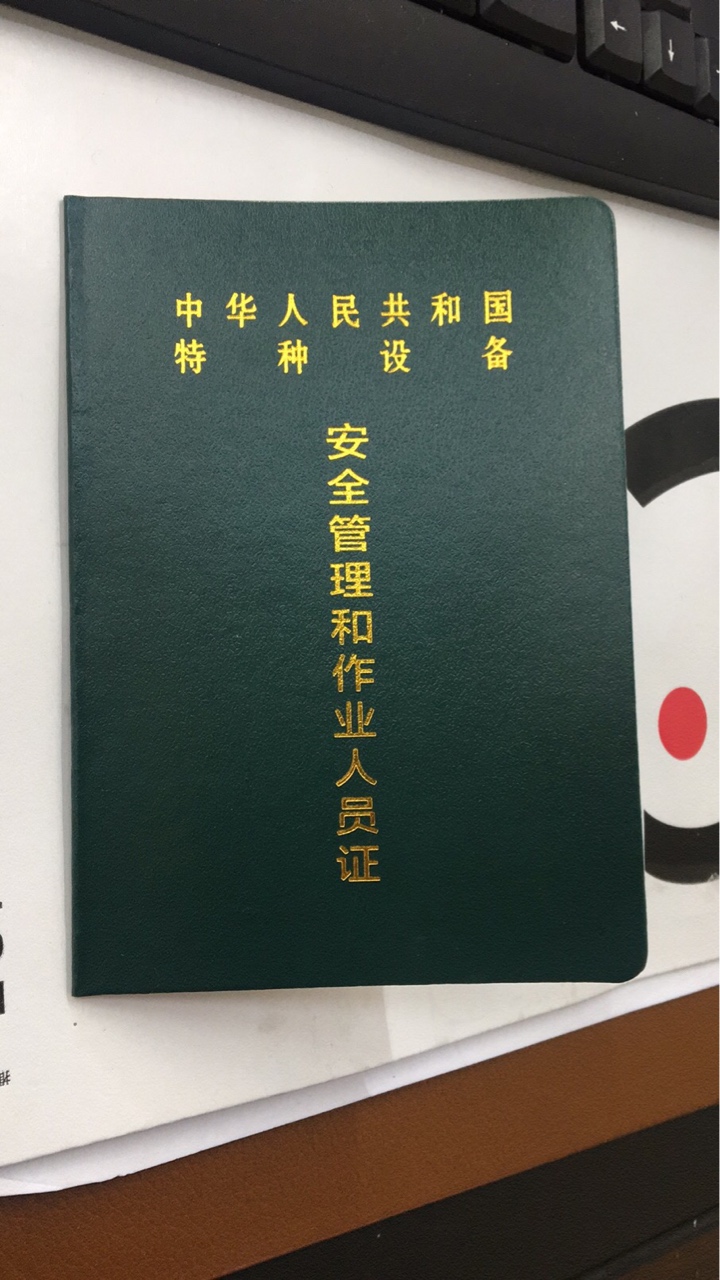 中华人民共和国
特种设备
安全管理和作业人员证